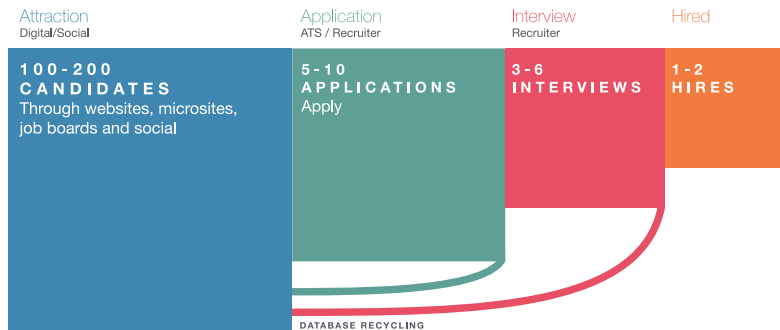 Attraction
Digital/Social
Application
ATS / Recruiter
Interview
Recruiter
Hired
100-200
CANDIDATES
Through websites, microsites,
job boards and social
5-10
APPLICATIONS
Apply
3-6
INTERVIEWS
1-2
HIRES
DATABASE RECYCLING